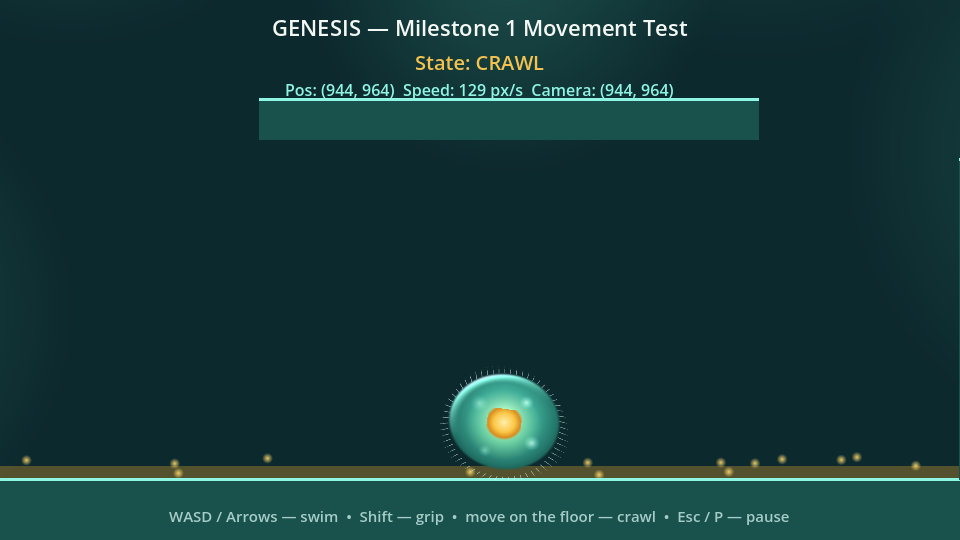 GENESIS — Milestone 1 Movement Test
State: CRAWL
Pos: (944, 964)  Speed: 129 px/s  Camera: (944, 964)
WASD / Arrows — swim  •  Shift — grip  •  move on the floor — crawl  •  Esc / P — pause